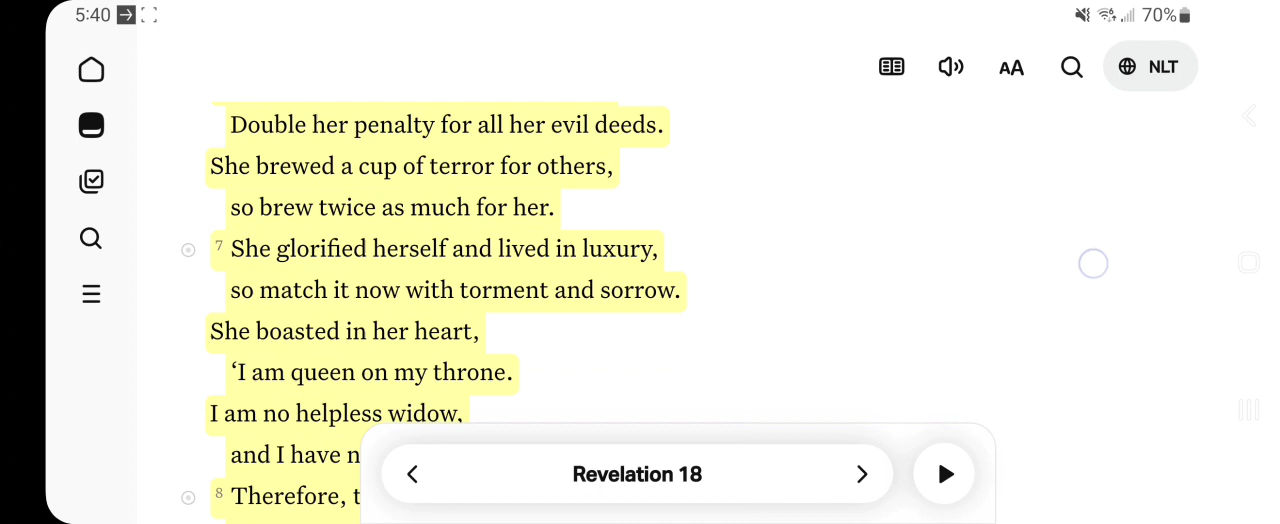 5:40
70%
NLT
Double her penalty for all her evil deeds.
She brewed a cup of terror for others,
so brew twice as much for her.
7 She glorified herself and lived in luxury,
so match it now with torment and sorrow.
She boasted in her heart,
‘I am queen on my throne.
I am no helpless widow,
and I have n
8 Therefore, t
Revelation 18